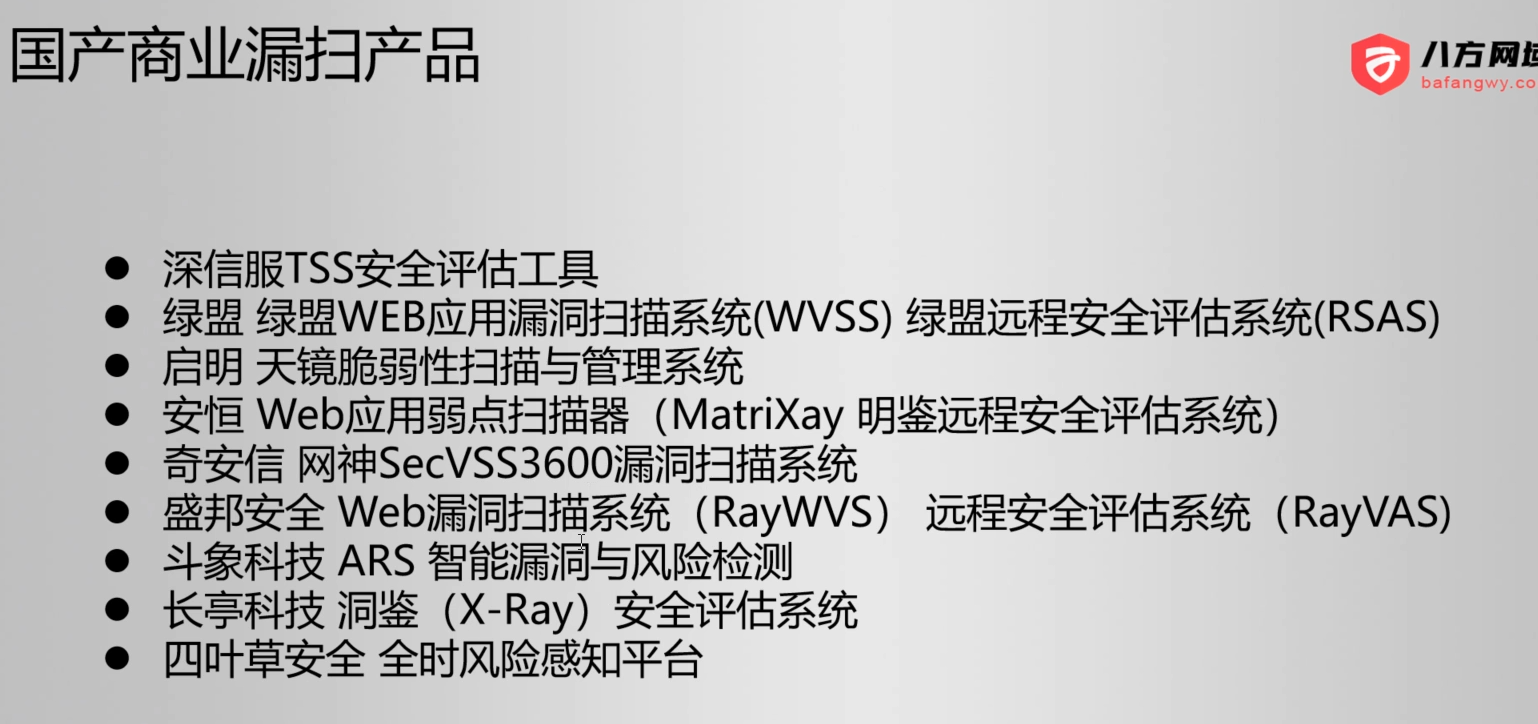 国产商业漏扫产品
八方网域
bafangwy.co
● 深信服TSS安全评估工具
● 绿盟 绿盟WEB应用漏洞扫描系统(WVSS) 绿盟远程安全评估系统(RSAS)
● 启明 天镜脆弱性扫描与管理系统
● 安恒 Web应用弱点扫描器（MatriXay 明鉴远程安全评估系统）
● 奇安信 网神SecVSS3600漏洞扫描系统
● 盛邦安全 Web漏洞扫描系统（RayWVS） 远程安全评估系统（RayVAS)
● 斗象科技 ARS 智能漏洞与风险检测
● 长亭科技 洞鉴（X-Ray）安全评估系统
● 四叶草安全 全时风险感知平台